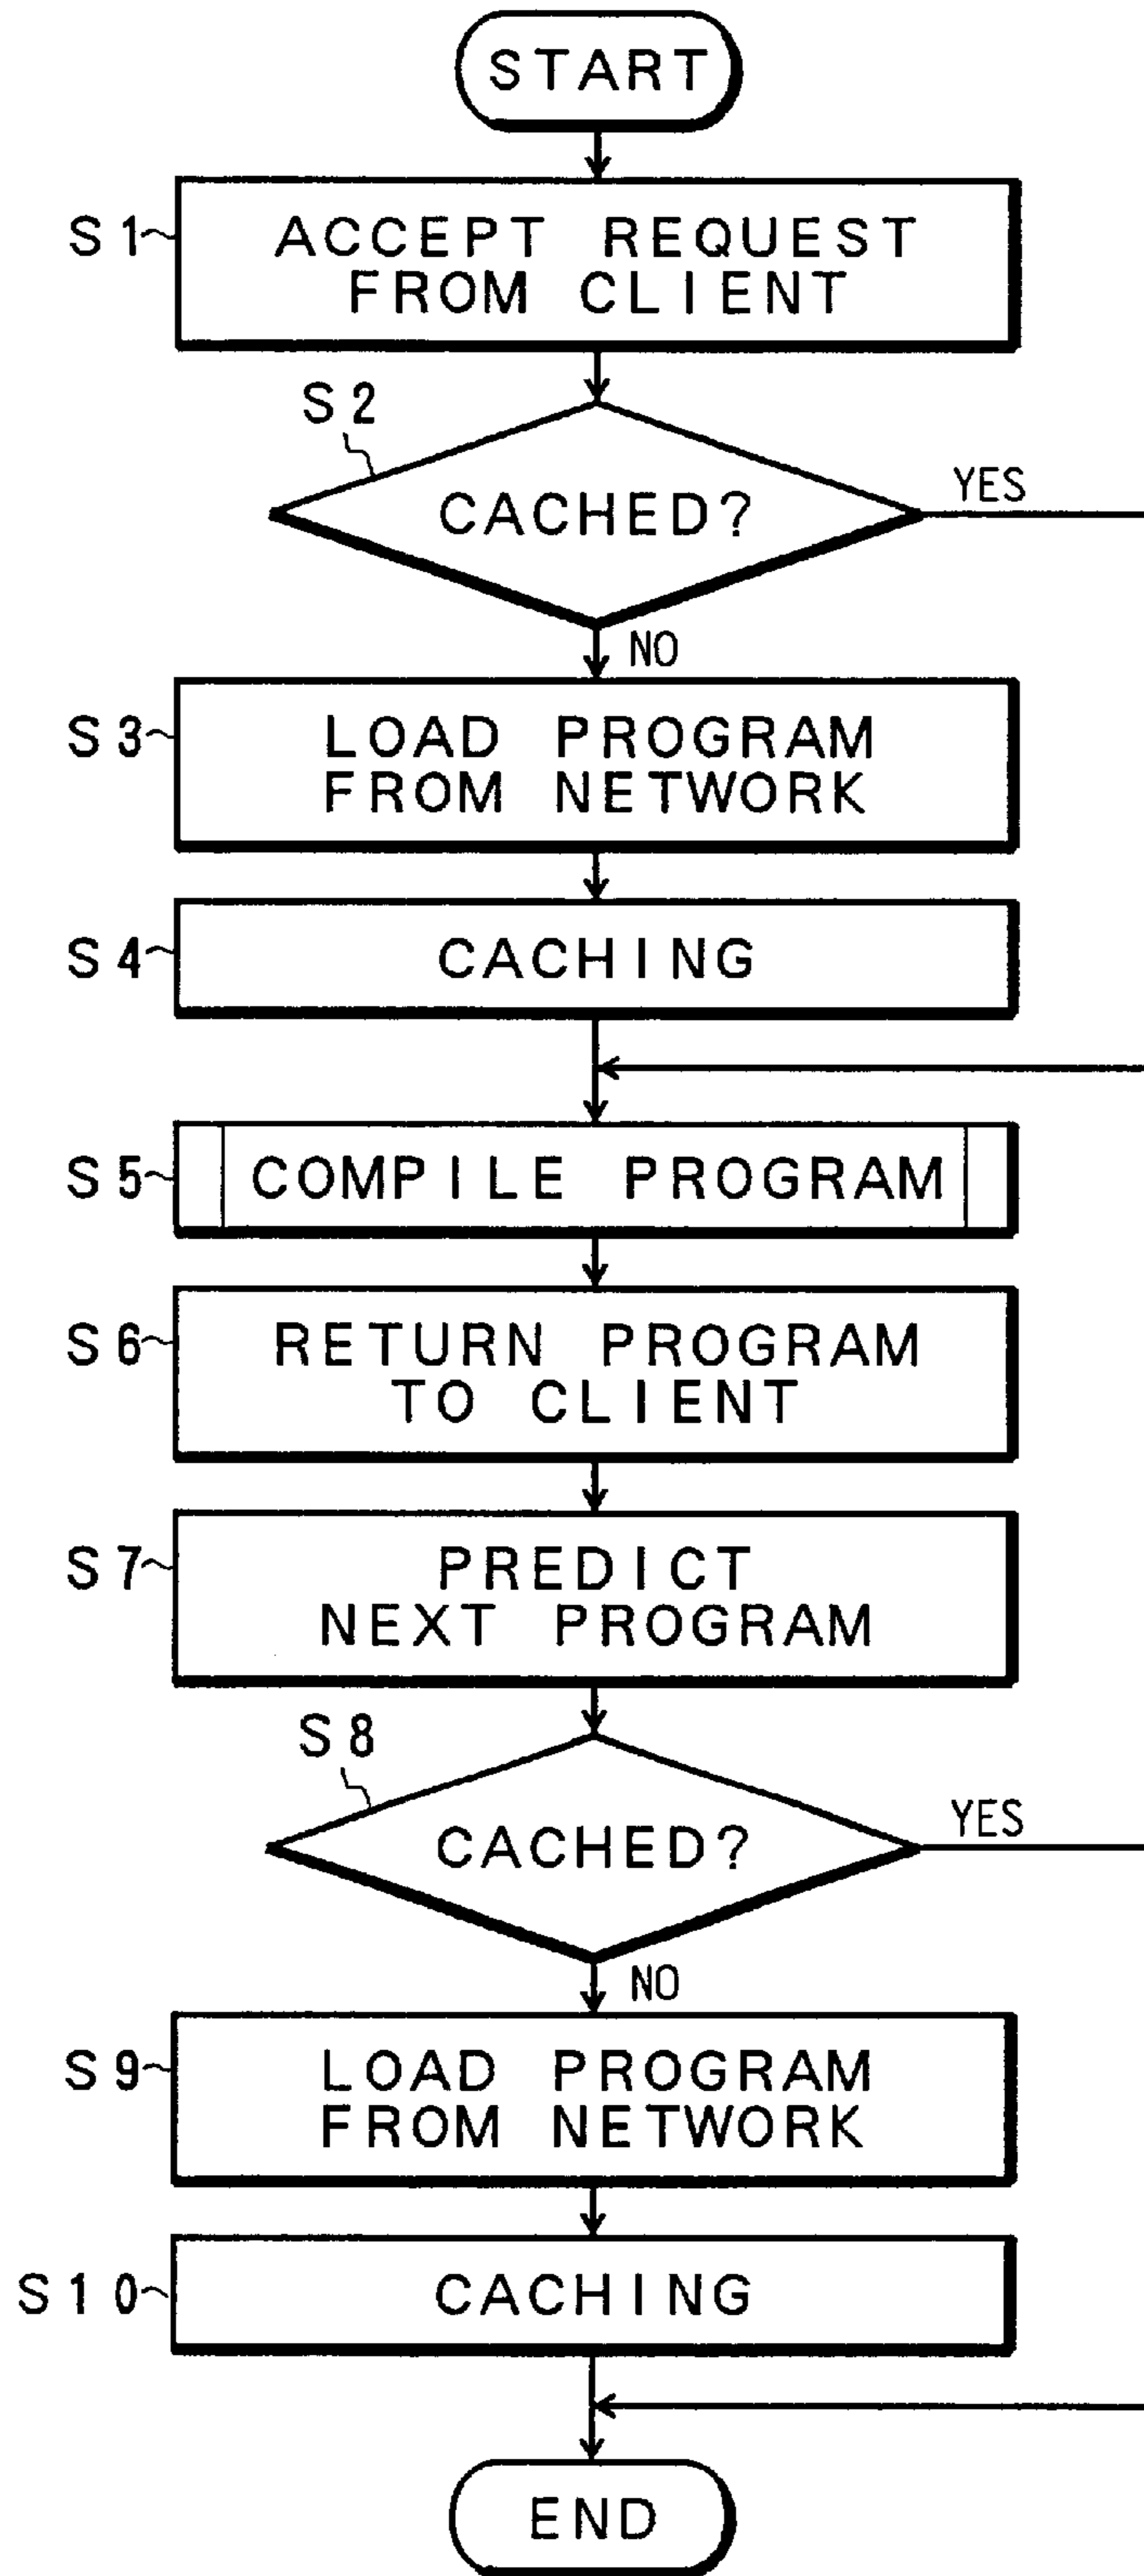 START
S1
ACCEPT REQUEST
FROM CLIENT
S2
CACHED?
YES
NO
S3
LOAD PROGRAM
FROM NETWORK
S4
CACHING
S5
COMPILE PROGRAM
S6
RETURN PROGRAM
TO CLIENT
S7
PREDICT
NEXT PROGRAM
S8
CACHED?
YES
NO
S9
LOAD PROGRAM
FROM NETWORK
S10
CACHING
END